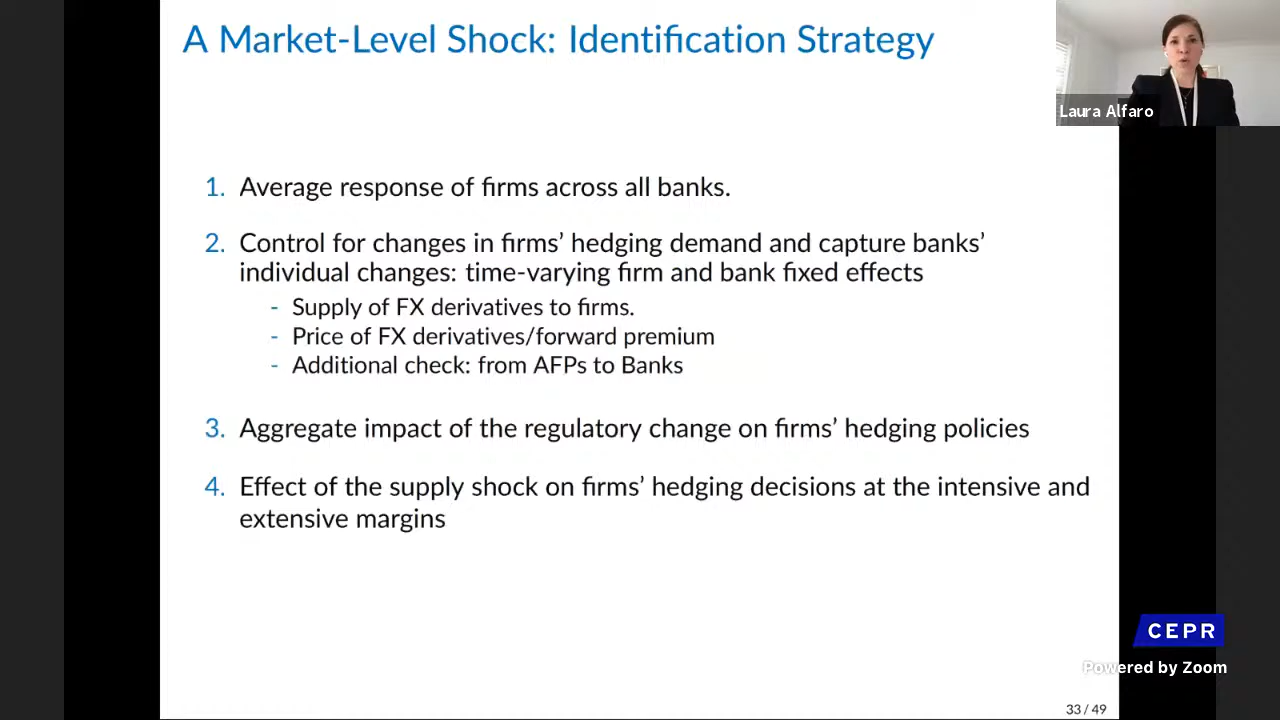 A Market-Level Shock: Identification Strategy
Laura Alfaro
1. Average response of firms across all banks.
2. Control for changes in firms’ hedging demand and capture banks’
individual changes: time-varying firm and bank fixed effects
- Supply of FX derivatives to firms.
- Price of FX derivatives/forward premium
- Additional check: from AFPs to Banks
3. Aggregate impact of the regulatory change on firms’ hedging policies
4. Effect of the supply shock on firms’ hedging decisions at the intensive and
extensive margins
CEPR
Powered by Zoom
33 / 49